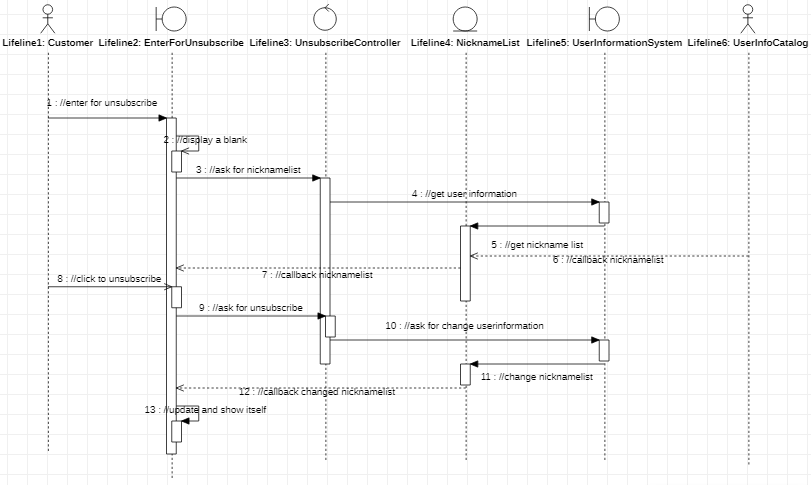 Lifeline1: Customer Lifeline2: EnterForUnsubscribe Lifeline3: UnsubscribeController Lifeline4: NicknameList Lifeline5: UserInformationSystem Lifeline6: UserInfoCatalog
1 : //enter for unsubscribe
2 : //display a blank
3 : //ask for nicknamelist
4 : //get user information
5 : //get nickname list
6 : //callback nicknamelist
7 : //callback nicknamelist
8 : //click to unsubscribe
9 : //ask for unsubscribe
10 : //ask for change userinformation
11 : //change nicknamelist
12 : //callback changed nicknamelist
13 : //update and show itself